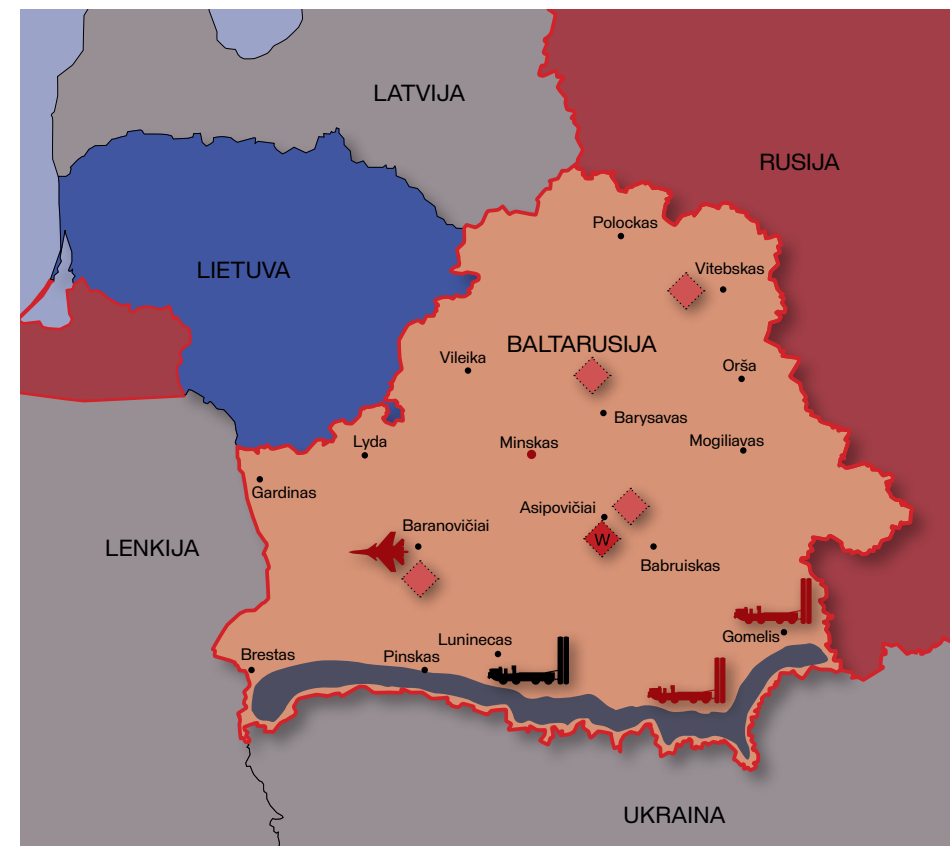 LATVIJA
RUSIJA
Polockas
LIETUVA
Vitebskas
BALTARUSIJA
Vileika
Orša
Barysavas
Lyda
Minskas
Mogiliavas
Gardinas
Asipovičiai
Baranovičiai
W
LENKIJA
Babruiskas
Luninecas
Gomelis
Brestas
Pinskas
UKRAINA